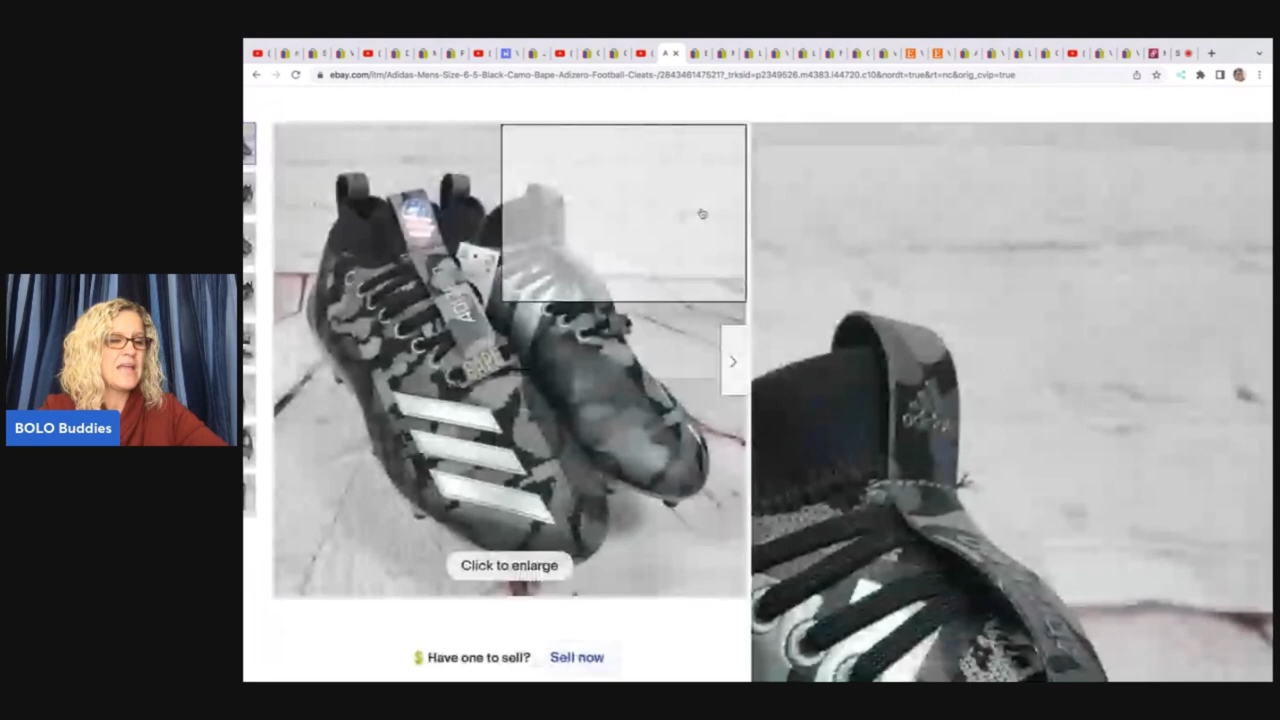 ebay.com/itm/Adidas-Mens-Size-6-5-Black-Camo-Bape-Adizero-Football-Cleats-/284346147521?_trksid=p2349526.m4383.l44720.c10&nordt=true&rt=nc&orig_cvip=true
BAPE
Click to enlarge
Have one to sell? Sell now
BOLO Buddies